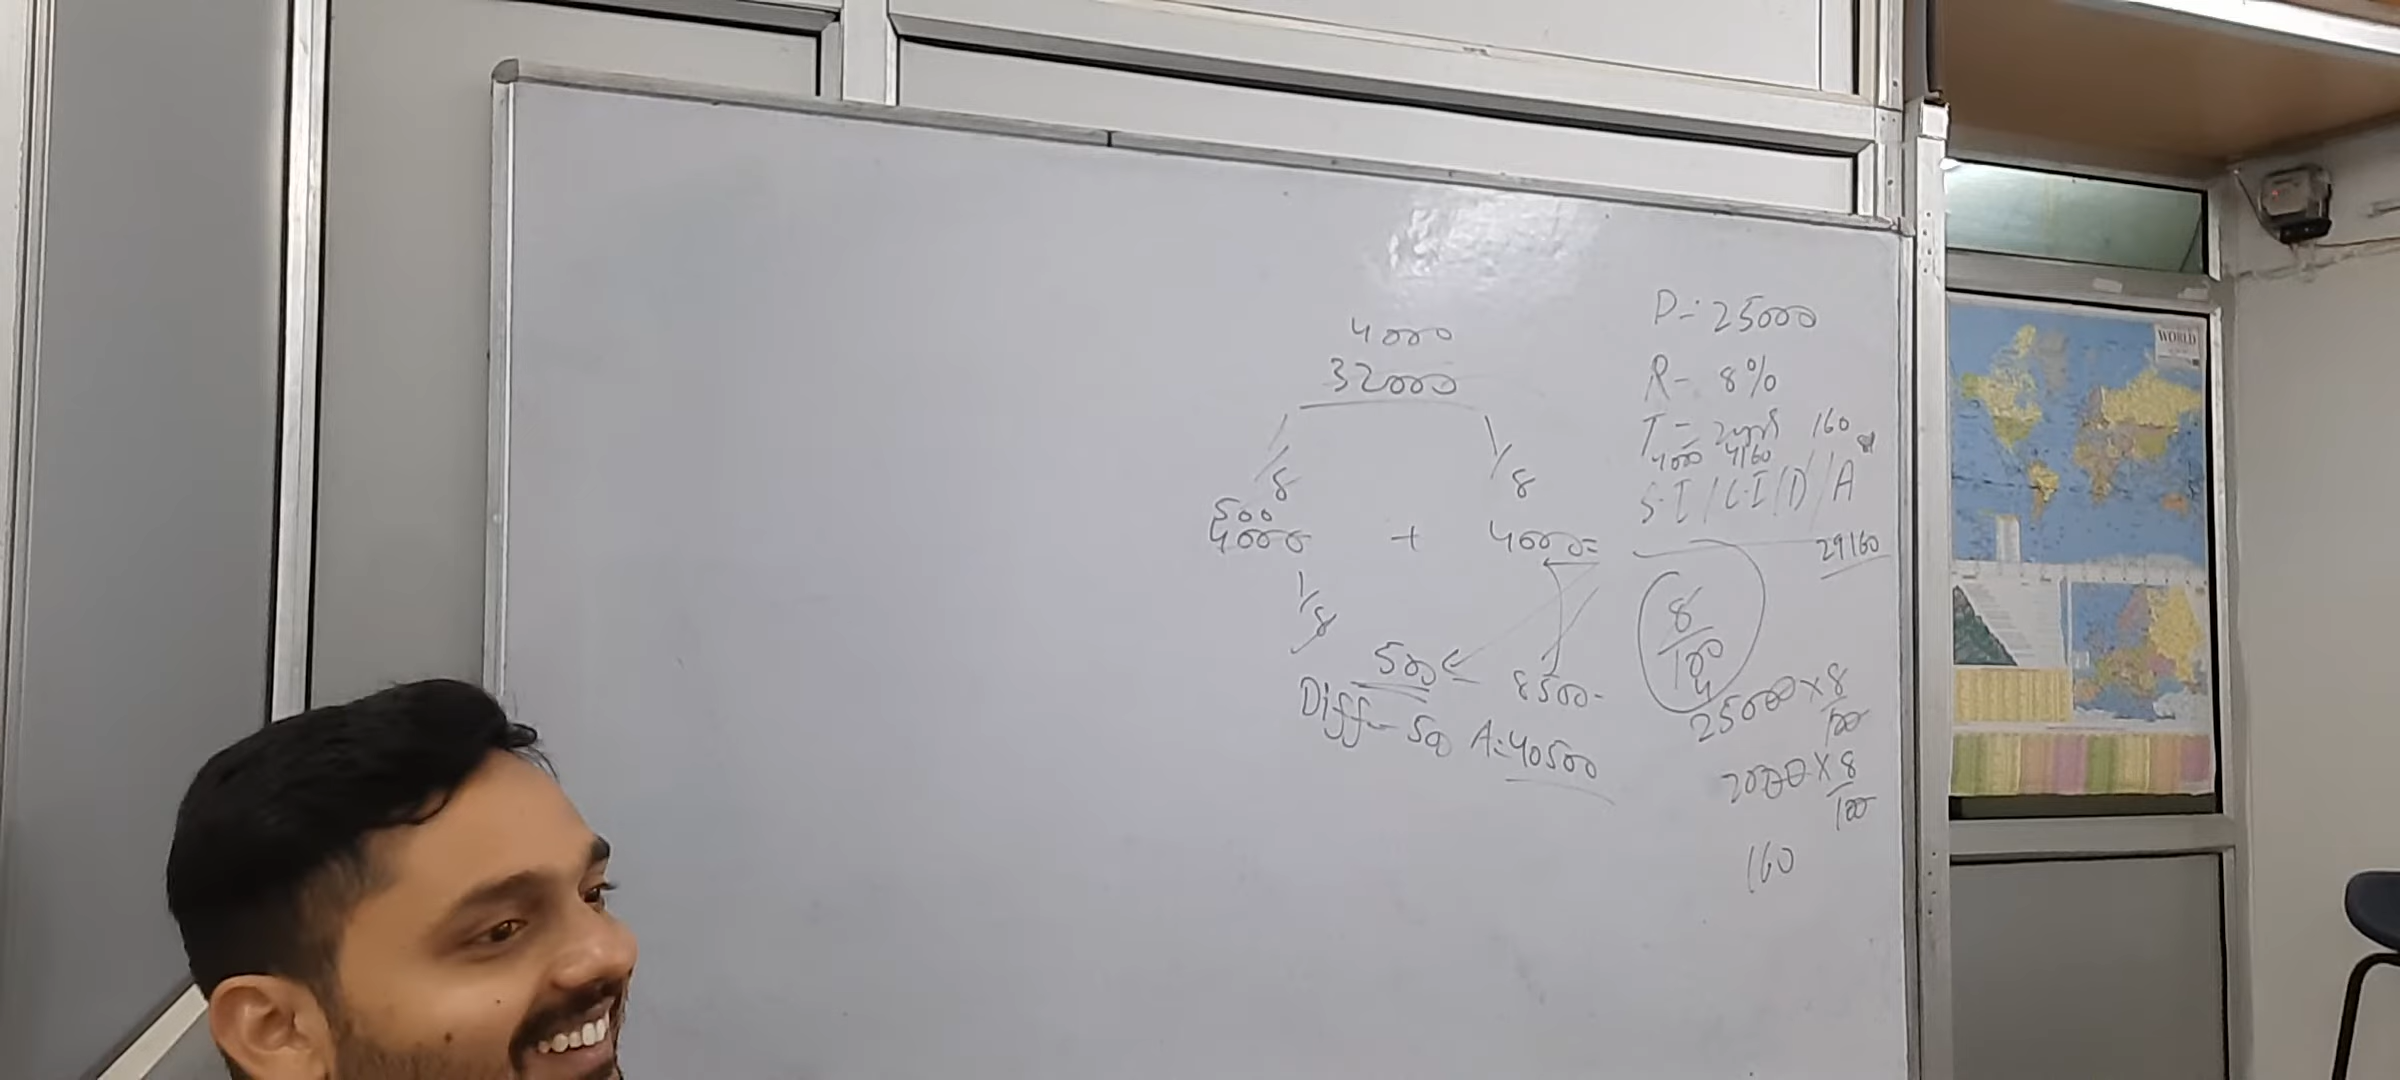 4000
32000
1/8 1/8
500
4000 + 4000=
1/8
500 8500-
Diff- 500 A=40500
P-: 25000
R- 8%
T- 2 years 160
4000 4160
S.I/C.I/D/A
29160
8/100
25000×8/100
2000×8/100
160
WORLD